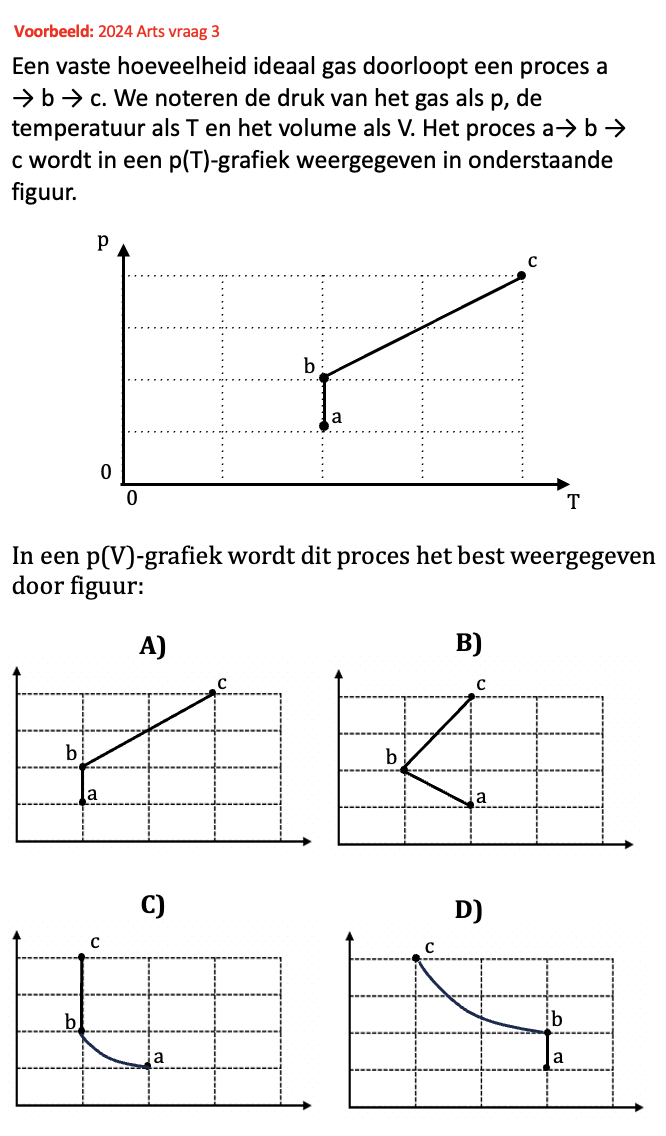 Voorbeeld: 2024 Arts vraag 3
Een vaste hoeveelheid ideaal gas doorloopt een proces a
→ b → c. We noteren de druk van het gas als p, de
temperatuur als T en het volume als V. Het proces a→ b →
c wordt in een p(T)-grafiek weergegeven in onderstaande
figuur.
p
c
b
a
0
0
T
In een p(V)-grafiek wordt dit proces het best weergegeven
door figuur:
A)
c
b
a
B)
c
b
a
C)
c
b
a
D)
c
b
a